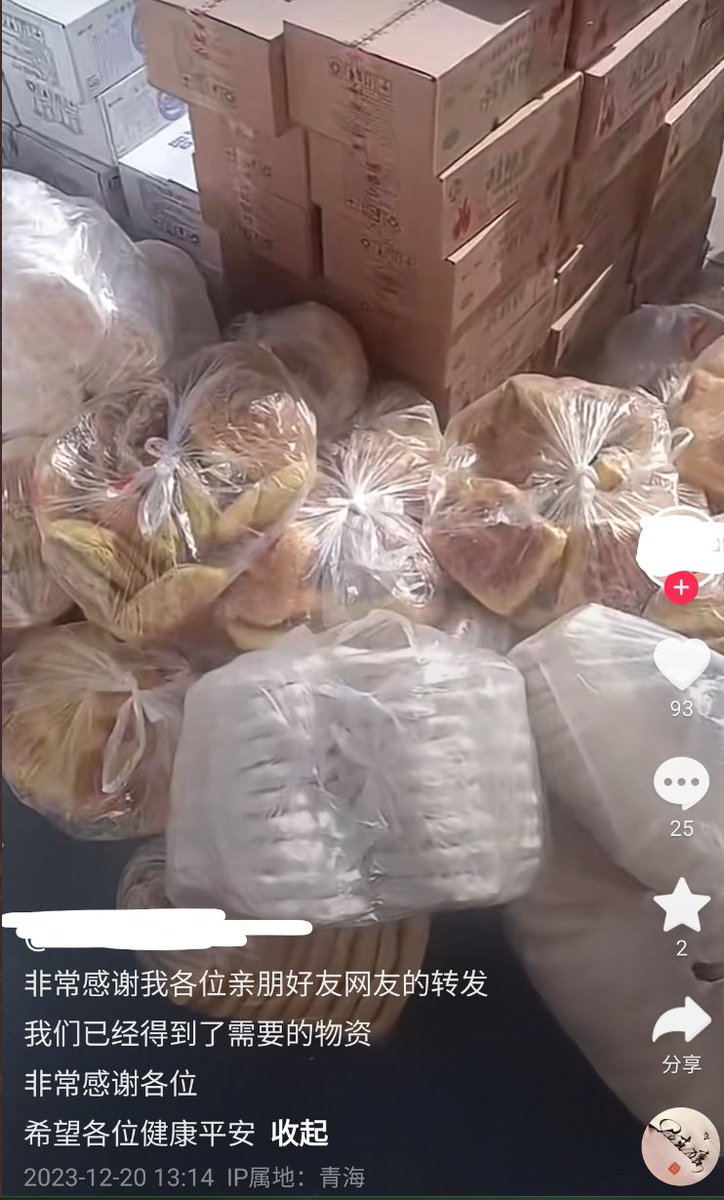 93
25
2
分享
@
非常感谢我各位亲朋好友网友的转发
我们已经得到了需要的物资
非常感谢各位
希望各位健康平安 收起
2023-12-20 13:14 IP属地：青海